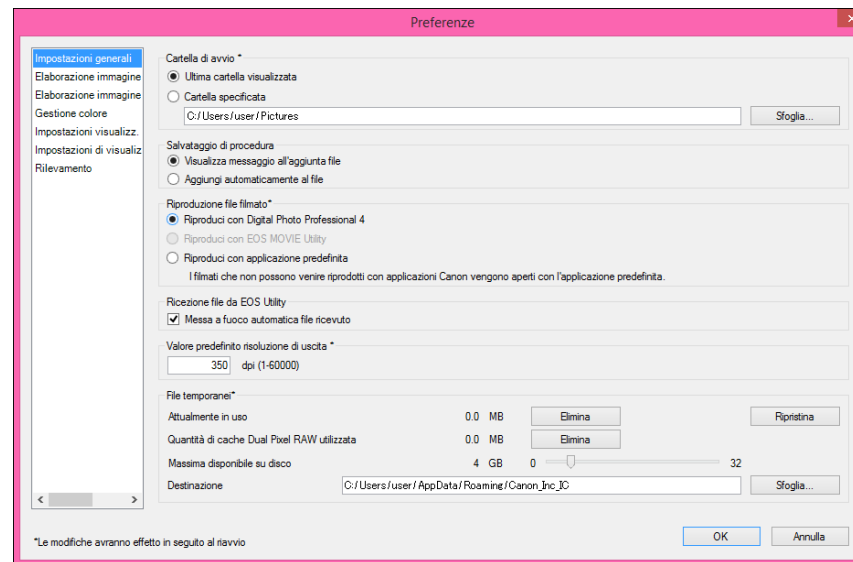 Preferenze
Impostazioni generali
Elaborazione immagine
Elaborazione immagine
Gestione colore
Impostazioni visualizz.
Impostazioni di visualiz
Rilevamento
Cartella di avvio *
Ultima cartella visualizzata
Cartella specificata
C:/Users/user/Pictures
Sfoglia...
Salvataggio di procedura
Visualizza messaggio all'aggiunta file
Aggiungi automaticamente al file
Riproduzione file filmato*
Riproduci con Digital Photo Professional 4
Riproduci con EOS MOVIE Utility
Riproduci con applicazione predefinita
I filmati che non possono venire riprodotti con applicazioni Canon vengono aperti con l'applicazione predefinita.
Ricezione file da EOS Utility
Messa a fuoco automatica file ricevuto
Valore predefinito risoluzione di uscita *
350 dpi (1-60000)
File temporanei*
Attualmente in uso 0.0 MB Elimina Ripristina
Quantità di cache Dual Pixel RAW utilizzata 0.0 MB Elimina
Massima disponibile su disco 4 GB 0 32
Destinazione C:/Users/user/AppData/Roaming/Canon_Inc_IC Sfoglia...
*Le modifiche avranno effetto in seguito al riavvio
OK Annulla